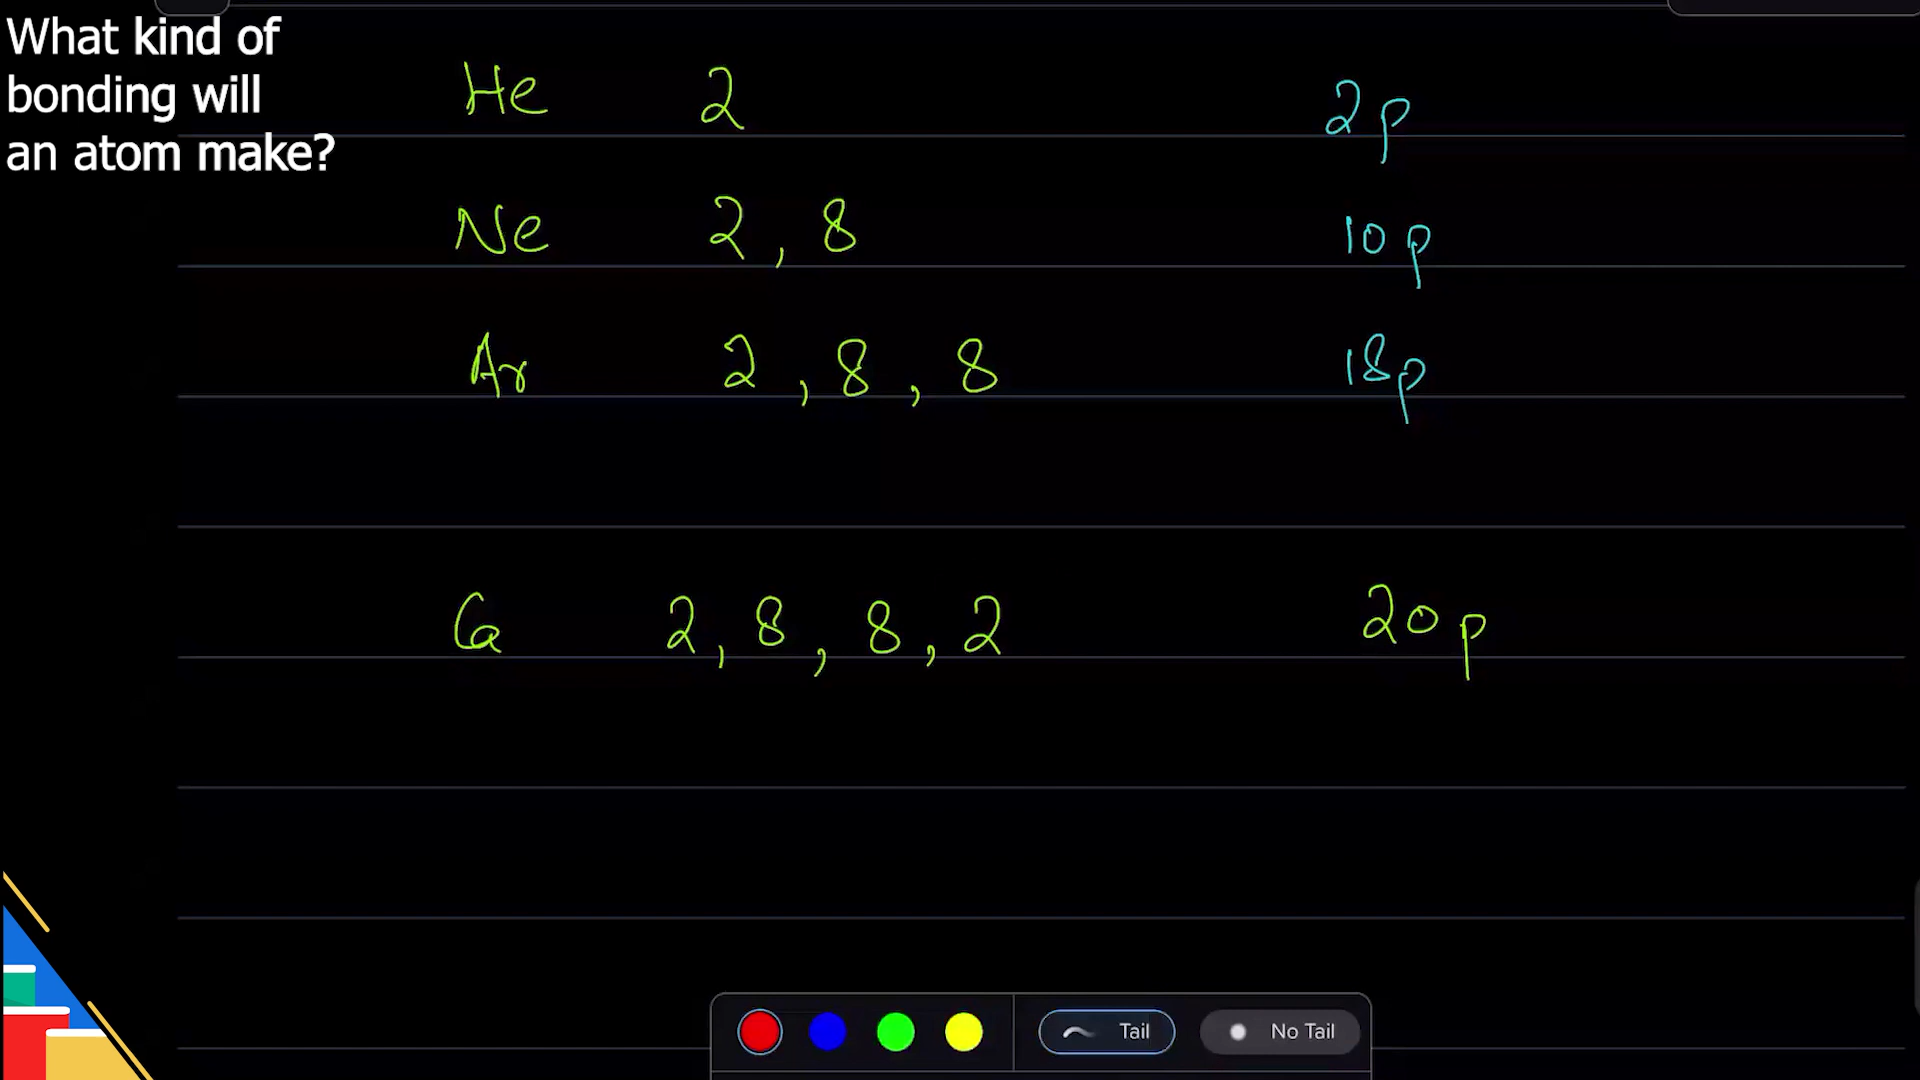 What kind of
bonding will
an atom make?
He 2 2p
Ne 2, 8 10p
Ar 2, 8, 8 18p
Ca 2, 8, 8, 2 20p
Tail No Tail